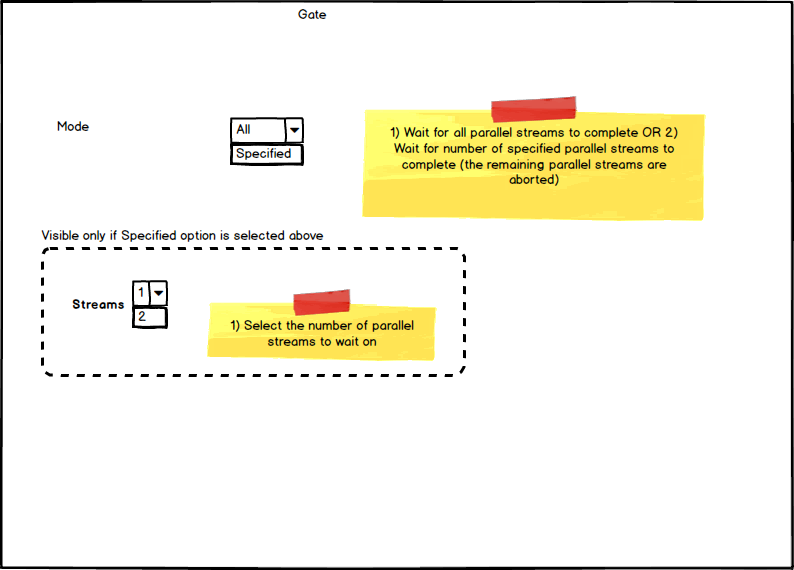 Gate
Mode
All
Specified
1) Wait for all parallel streams to complete OR 2)
Wait for number of specified parallel streams to
complete (the remaining parallel streams are
aborted)
Visible only if Specified option is selected above
Streams
1
2
1) Select the number of parallel
streams to wait on